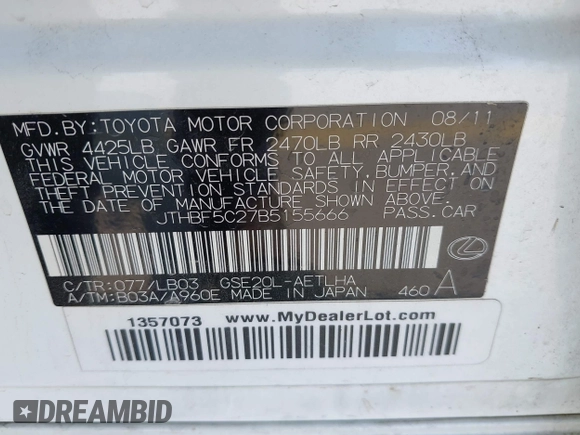 MFD.BY:TOYOTA MOTOR CORPORATION 08/11
GVWR 4425LB GAWR FR 2470LB RR 2430LB
THIS VEHICLE CONFORMS TO ALL APPLICABLE
FEDERAL MOTOR VEHICLE SAFETY,BUMPER,AND
THEFT PREVENTION STANDARDS IN EFFECT ON
THE DATE OF MANUFACTURE SHOWN ABOVE.
JTHBF5C27B5155666 PASS.CAR
C/TR:077/LB03 GSE20L-AETLHA
A/TM:B03A/A960E MADE IN JAPAN 460 A
1357073 www.MyDealerLot.com
DREAMBID